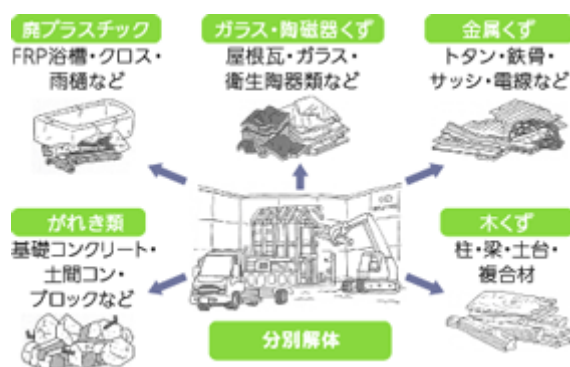 廃プラスチック
FRP浴槽・クロス・
雨樋など
ガラス・陶磁器くず
屋根瓦・ガラス・
衛生陶器類など
金属くず
トタン・鉄骨・
サッシ・電線など
がれき類
基礎コンクリート・
土間コン・
ブロックなど
木くず
柱・梁・土台・
複合材
分別解体